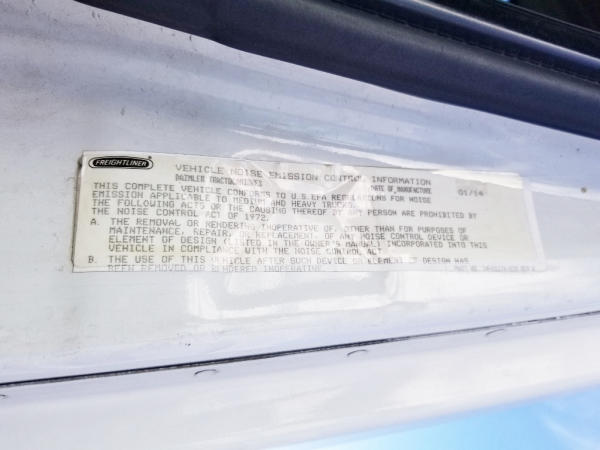 FREIGHTLINER
VEHICLE NOISE EMISSION CONTROL INFORMATION
DAIMLER
DATE OF MANUFACTURE 01/14
THIS COMPLETE VEHICLE CONFORMS TO U.S.EPA REGULATIONS FOR NOISE
EMISSION APPLICABLE TO MEDIUM AND HEAVY TRUCKS.
THE FOLLOWING ACTS OR THE CAUSING THEREOF BY ANY PERSON ARE PROHIBITED BY
THE NOISE CONTROL ACT OF 1972.
A. THE REMOVAL OR RENDERING INOPERATIVE OF, OTHER THAN FOR PURPOSES OF
MAINTENANCE, REPAIR, OR REPLACEMENT, OF ANY NOISE CONTROL DEVICE OR
ELEMENT OF DESIGN (LISTED IN THE OWNER'S MANUAL) INCORPORATED INTO THIS
VEHICLE IN COMPLIANCE WITH THE NOISE CONTROL ACT
B. THE USE OF THIS VEHICLE AFTER SUCH DEVICE OR ELEMENT OF DESIGN HAS
BEEN REMOVED OR RENDERED INOPERATIVE.